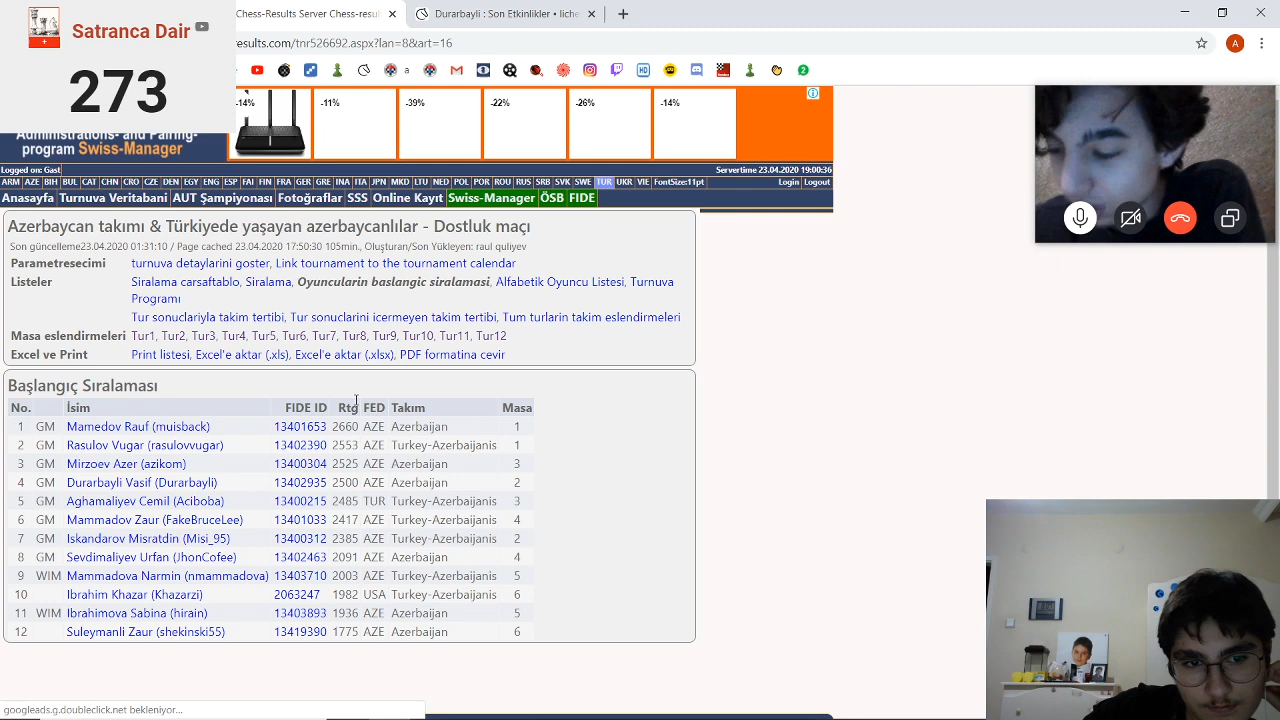 Satranca Dair
273
Chess-Results Server Chess-resul
Durarbayli : Son Etkinlikler • liche
esults.com/tnr526692.aspx?lan=8&art=16
A
a
2
-14% -11% -39% -22% -26% -14%
Administrations- and Pairing-
program Swiss-Manager
Logged on: Gast
Servertime 23.04.2020 19:00:36
ARM AZE BIH BUL CAT CHN CRO CZE DEN EGY ENG ESP FAI FIN FRA GER GRE INA ITA JPN MKD LTU NED POL POR ROU RUS SRB SVK SWE TUR UKR VIE FontSize:11pt
Login Logout
Anasayfa Turnuva Veritabani AUT Şampiyonası Fotoğraflar SSS Online Kayıt Swiss-Manager ÖSB FIDE
Azerbaycan takımı & Türkiyede yaşayan azerbaycanlılar - Dostluk maçı
Son güncelleme23.04.2020 01:31:10 / Page cached 23.04.2020 17:50:30 105min., Oluşturan/Son Yükleyen: raul quliyev
Parametresecimi turnuva detaylarini goster, Link tournament to the tournament calendar
Listeler Siralama carsaftablo, Siralama, Oyuncularin baslangic siralamasi, Alfabetik Oyuncu Listesi, Turnuva
Programı
Tur sonuclariyla takim tertibi, Tur sonuclarini icermeyen takim tertibi, Tum turlarin takim eslendirmeleri
Masa eslendirmeleri Tur1, Tur2, Tur3, Tur4, Tur5, Tur6, Tur7, Tur8, Tur9, Tur10, Tur11, Tur12
Excel ve Print Print listesi, Excel'e aktar (.xls), Excel'e aktar (.xlsx), PDF formatina cevir
Başlangıç Sıralaması
No. İsim FIDE ID Rtg FED Takım Masa
1 GM Mamedov Rauf (muisback) 13401653 2660 AZE Azerbaijan 1
2 GM Rasulov Vugar (rasulovvugar) 13402390 2553 AZE Turkey-Azerbaijanis 1
3 GM Mirzoev Azer (azikom) 13400304 2525 AZE Azerbaijan 3
4 GM Durarbayli Vasif (Durarbayli) 13402935 2500 AZE Azerbaijan 2
5 GM Aghamaliyev Cemil (Aciboba) 13400215 2485 TUR Turkey-Azerbaijanis 3
6 GM Mammadov Zaur (FakeBruceLee) 13401033 2417 AZE Turkey-Azerbaijanis 4
7 GM Iskandarov Misratdin (Misi_95) 13400312 2385 AZE Turkey-Azerbaijanis 2
8 GM Sevdimaliyev Urfan (JhonCofee) 13402463 2091 AZE Azerbaijan 4
9 WIM Mammadova Narmin (nmammadova) 13403710 2003 AZE Turkey-Azerbaijanis 5
10 Ibrahim Khazar (Khazarzi) 2063247 1982 USA Turkey-Azerbaijanis 6
11 WIM Ibrahimova Sabina (hirain) 13403893 1936 AZE Azerbaijan 5
12 Suleymanli Zaur (shekinski55) 13419390 1775 AZE Azerbaijan 6
googleads.g.doubleclick.net bekleniyor...